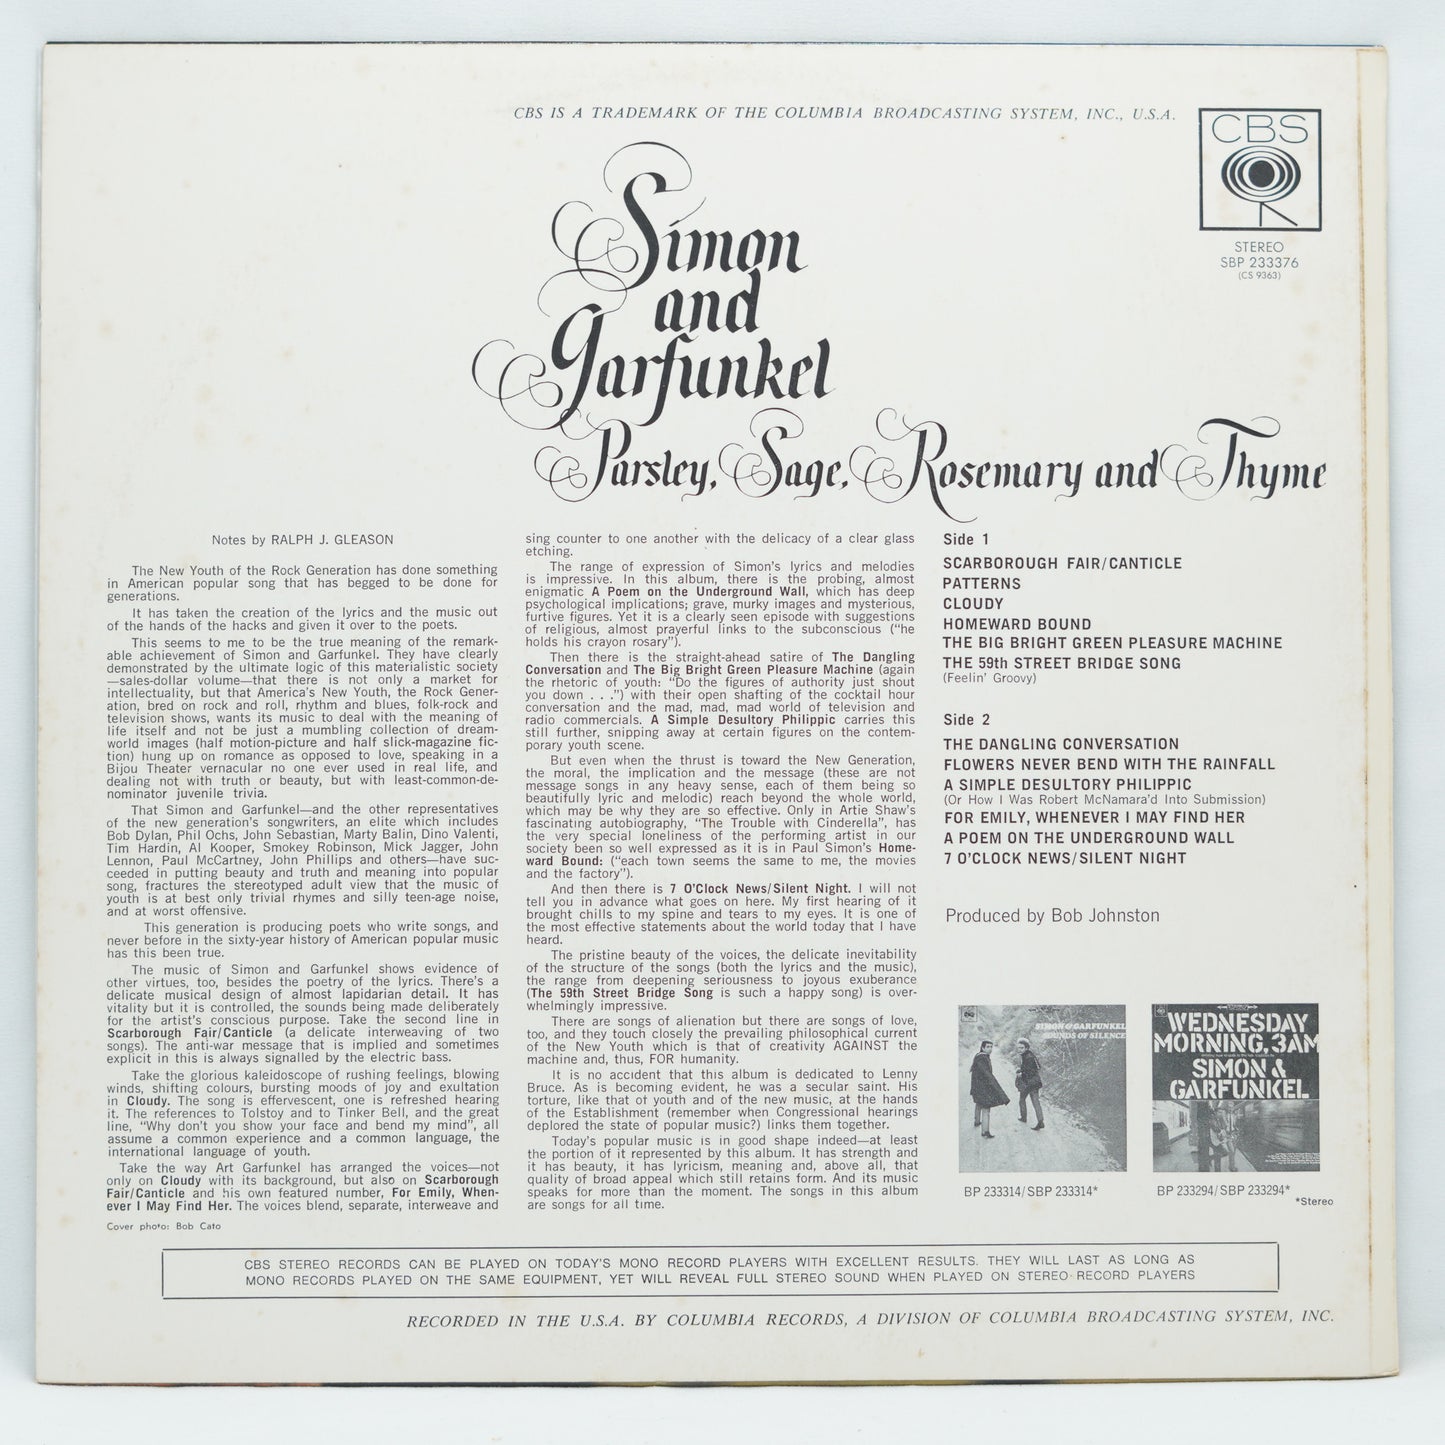 CBS IS A TRADEMARK OF THE COLUMBIA BROADCASTING SYSTEM, INC., U.S.A.
CBS
STEREO
SBP 233376
(CS 9363)
Simon
and
Garfunkel
Parsley, Sage, Rosemary and Thyme
Notes by RALPH J. GLEASON
The New Youth of the Rock Generation has done something
in American popular song that has begged to be done for
generations.
It has taken the creation of the lyrics and the music out
of the hands of the hacks and given it over to the poets.
This seems to me to be the true meaning of the remark-
able achievement of Simon and Garfunkel. They have clearly
demonstrated by the ultimate logic of this materialistic society
—sales-dollar volume—that there is not only a market for
intellectuality, but that America's New Youth, the Rock Gener-
ation, bred on rock and roll, rhythm and blues, folk-rock and
television shows, wants its music to deal with the meaning of
life itself and not be just a mumbling collection of dream-
world images (half motion-picture and half slick-magazine fic-
tion) hung up on romance as opposed to love, speaking in a
Bijou Theater vernacular no one ever used in real life, and
dealing not with truth or beauty, but with least-common-de-
nominator juvenile trivia.
That Simon and Garfunkel—and the other representatives
of the new generation's songwriters, an elite which includes
Bob Dylan, Phil Ochs, John Sebastian, Marty Balin, Dino Valenti,
Tim Hardin, Al Kooper, Smokey Robinson, Mick Jagger, John
Lennon, Paul McCartney, John Phillips and others—have suc-
ceeded in putting beauty and truth and meaning into popular
song, fractures the stereotyped adult view that the music of
youth is at best only trivial rhymes and silly teen-age noise,
and at worst offensive.
This generation is producing poets who write songs, and
never before in the sixty-year history of American popular music
has this been true.
The music of Simon and Garfunkel shows evidence of
other virtues, too, besides the poetry of the lyrics. There's a
delicate musical design of almost lapidarian detail. It has
vitality but it is controlled, the sounds being made deliberately
for the artist's conscious purpose. Take the second line in
Scarborough Fair/Canticle (a delicate interweaving of two
songs). The anti-war message that is implied and sometimes
explicit in this is always signalled by the electric bass.
Take the glorious kaleidoscope of rushing feelings, blowing
winds, shifting colours, bursting moods of joy and exultation
in Cloudy. The song is effervescent, one is refreshed hearing
it. The references to Tolstoy and to Tinker Bell, and the great
line, "Why don't you show your face and bend my mind", all
assume a common experience and a common language, the
international language of youth.
Take the way Art Garfunkel has arranged the voices—not
only on Cloudy with its background, but also on Scarborough
Fair/Canticle and his own featured number, For Emily, When-
ever I May Find Her. The voices blend, separate, interweave and
Cover photo: Bob Cato
sing counter to one another with the delicacy of a clear glass
etching.
The range of expression of Simon's lyrics and melodies
is impressive. In this album, there is the probing, almost
enigmatic A Poem on the Underground Wall, which has deep
psychological implications; grave, murky images and mysterious,
furtive figures. Yet it is a clearly seen episode with suggestions
of religious, almost prayerful links to the subconscious ("he
holds his crayon rosary").
Then there is the straight-ahead satire of The Dangling
Conversation and The Big Bright Green Pleasure Machine (again
the rhetoric of youth: "Do the figures of authority just shout
you down . . .") with their open shafting of the cocktail hour
conversation and the mad, mad, mad world of television and
radio commercials. A Simple Desultory Philippic carries this
still further, snipping away at certain figures on the contem-
porary youth scene.
But even when the thrust is toward the New Generation,
the moral, the implication and the message (these are not
message songs in any heavy sense, each of them being so
beautifully lyric and melodic) reach beyond the whole world,
which may be why they are so effective. Only in Artie Shaw's
fascinating autobiography, "The Trouble with Cinderella", has
the very special loneliness of the performing artist in our
society been so well expressed as it is in Paul Simon's Home-
ward Bound: ("each town seems the same to me, the movies
and the factory").
And then there is 7 O'Clock News/Silent Night. I will not
tell you in advance what goes on here. My first hearing of it
brought chills to my spine and tears to my eyes. It is one of
the most effective statements about the world today that I have
heard.
The pristine beauty of the voices, the delicate inevitability
of the structure of the songs (both the lyrics and the music),
the range from deepening seriousness to joyous exuberance
(The 59th Street Bridge Song is such a happy song) is over-
whelmingly impressive.
There are songs of alienation but there are songs of love,
too, and they touch closely the prevailing philosophical current
of the New Youth which is that of creativity AGAINST the
machine and, thus, FOR humanity.
It is no accident that this album is dedicated to Lenny
Bruce. As is becoming evident, he was a secular saint. His
torture, like that of youth and of the new music, at the hands
of the Establishment (remember when Congressional hearings
deplored the state of popular music?) links them together.
Today's popular music is in good shape indeed—at least
the portion of it represented by this album. It has strength and
it has beauty, it has lyricism, meaning and, above all, that
quality of broad appeal which still retains form. And its music
speaks for more than the moment. The songs in this album
are songs for all time.
Side 1
SCARBOROUGH FAIR/CANTICLE
PATTERNS
CLOUDY
HOMEWARD BOUND
THE BIG BRIGHT GREEN PLEASURE MACHINE
THE 59th STREET BRIDGE SONG
(Feelin' Groovy)
Side 2
THE DANGLING CONVERSATION
FLOWERS NEVER BEND WITH THE RAINFALL
A SIMPLE DESULTORY PHILIPPIC
(Or How I Was Robert McNamara'd Into Submission)
FOR EMILY, WHENEVER I MAY FIND HER
A POEM ON THE UNDERGROUND WALL
7 O'CLOCK NEWS/SILENT NIGHT
Produced by Bob Johnston
SIMON & GARFUNKEL
SOUNDS OF SILENCE
BP 233314/SBP 233314*
WEDNESDAY
MORNING, 3AM
SIMON &
GARFUNKEL
BP 233294/SBP 233294*
*Stereo
CBS STEREO RECORDS CAN BE PLAYED ON TODAY'S MONO RECORD PLAYERS WITH EXCELLENT RESULTS. THEY WILL LAST AS LONG AS
MONO RECORDS PLAYED ON THE SAME EQUIPMENT, YET WILL REVEAL FULL STEREO SOUND WHEN PLAYED ON STEREO RECORD PLAYERS
RECORDED IN THE U.S.A. BY COLUMBIA RECORDS, A DIVISION OF COLUMBIA BROADCASTING SYSTEM, INC.